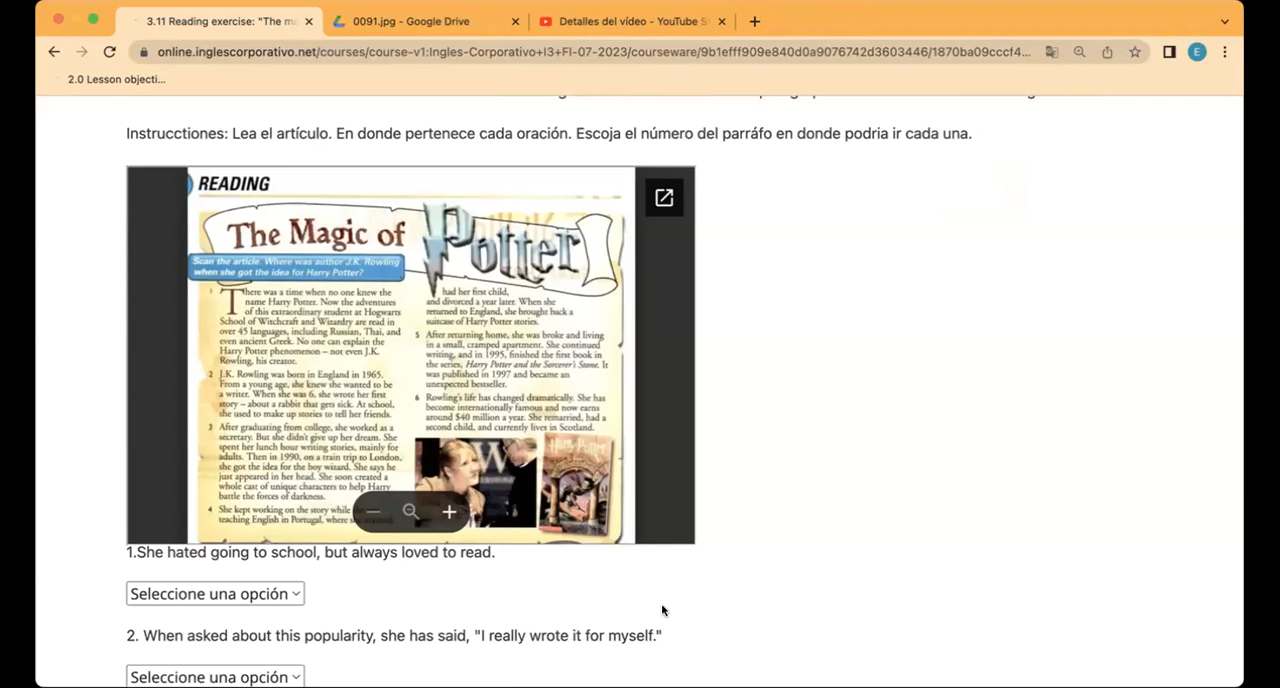 3.11 Reading exercise: "The ma
0091.jpg - Google Drive
Detalles del vídeo - YouTube S
online.inglescorporativo.net/courses/course-v1:Ingles-Corporativo+I3+FI-07-2023/courseware/9b1efff909e840d0a9076742d3603446/1870ba09cccf4...
E
2.0 Lesson objecti...
Instrucctiones: Lea el artículo. En donde pertenece cada oración. Escoja el número del parráfo en donde podria ir cada una.
READING
The Magic of Potter
Scan the article. Where was author J.K. Rowling
when she got the idea for Harry Potter?
1 There was a time when no one knew the
name Harry Potter. Now the adventures
of this extraordinary student at Hogwarts
School of Witchcraft and Wizardry are read in
over 45 languages, including Russian, Thai, and
even ancient Greek. No one can explain the
Harry Potter phenomenon – not even J.K.
Rowling, his creator.
2 J.K. Rowling was born in England in 1965.
From a young age, she knew she wanted to be
a writer. When she was 6, she wrote her first
story – about a rabbit that gets sick. At school,
she used to make up stories to tell her friends.
3 After graduating from college, she worked as a
secretary. But she didn't give up her dream. She
spent her lunch hour writing stories, mainly for
adults. Then in 1990, on a train trip to London,
she got the idea for the boy wizard. She says he
just appeared in her head. She soon created a
whole cast of unique characters to help Harry
battle the forces of darkness.
4 She kept working on the story while
teaching English in Portugal, where
had her first child,
and divorced a year later. When she
returned to England, she brought back a
suitcase of Harry Potter stories.
5 After returning home, she was broke and living
in a small, cramped apartment. She continued
writing, and in 1995, finished the first book in
the series, Harry Potter and the Sorcerer's Stone. It
was published in 1997 and became an
unexpected bestseller.
6 Rowling's life has changed dramatically. She has
become internationally famous and now earns
around $40 million a year. She remarried, had a
second child, and currently lives in Scotland.
1.She hated going to school, but always loved to read.
Seleccione una opción
2. When asked about this popularity, she has said, "I really wrote it for myself."
Seleccione una opción